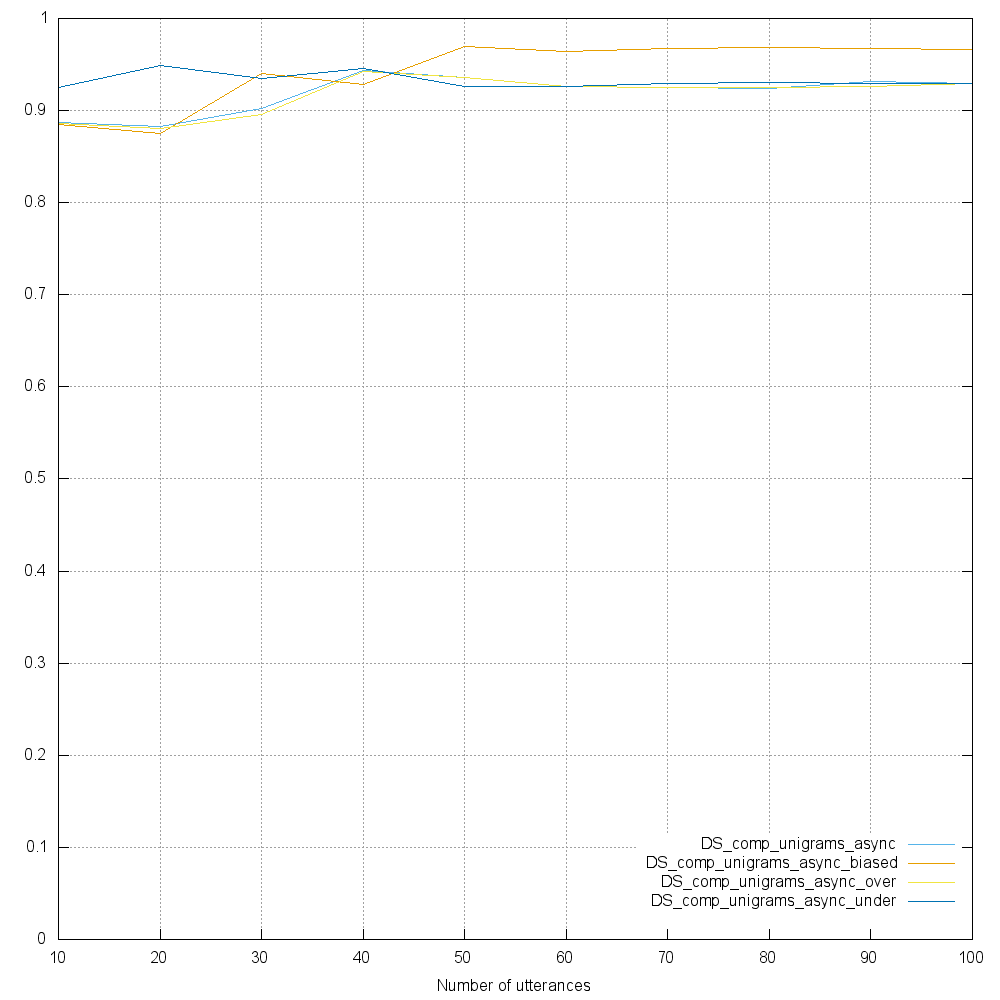 1
0.9
0.8
0.7
0.6
0.5
0.4
0.3
0.2
0.1
0
DS_comp_unigrams_async
DS_comp_unigrams_async_biased
DS_comp_unigrams_async_over
DS_comp_unigrams_async_under
10 20 30 40 50 60 70 80 90 100
Number of utterances